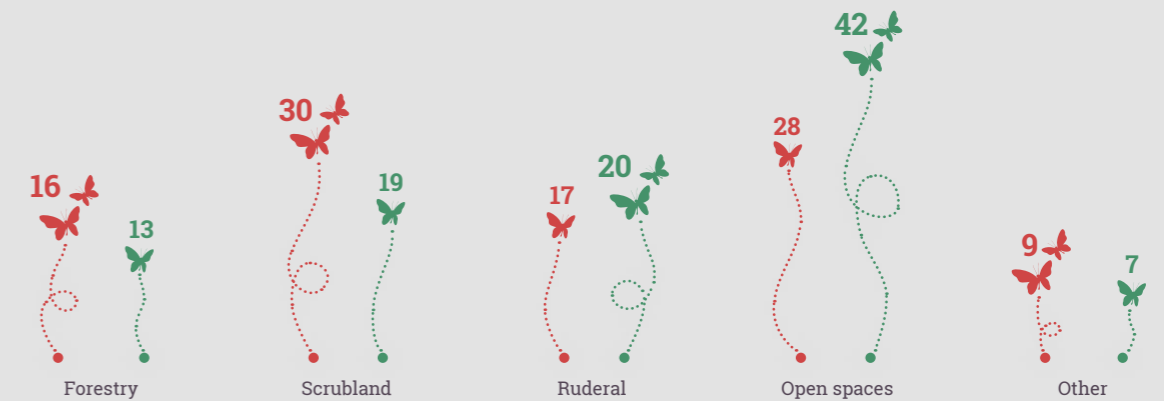 16
13
Forestry
30
19
Scrubland
17
20
Ruderal
28
42
Open spaces
9
7
Other